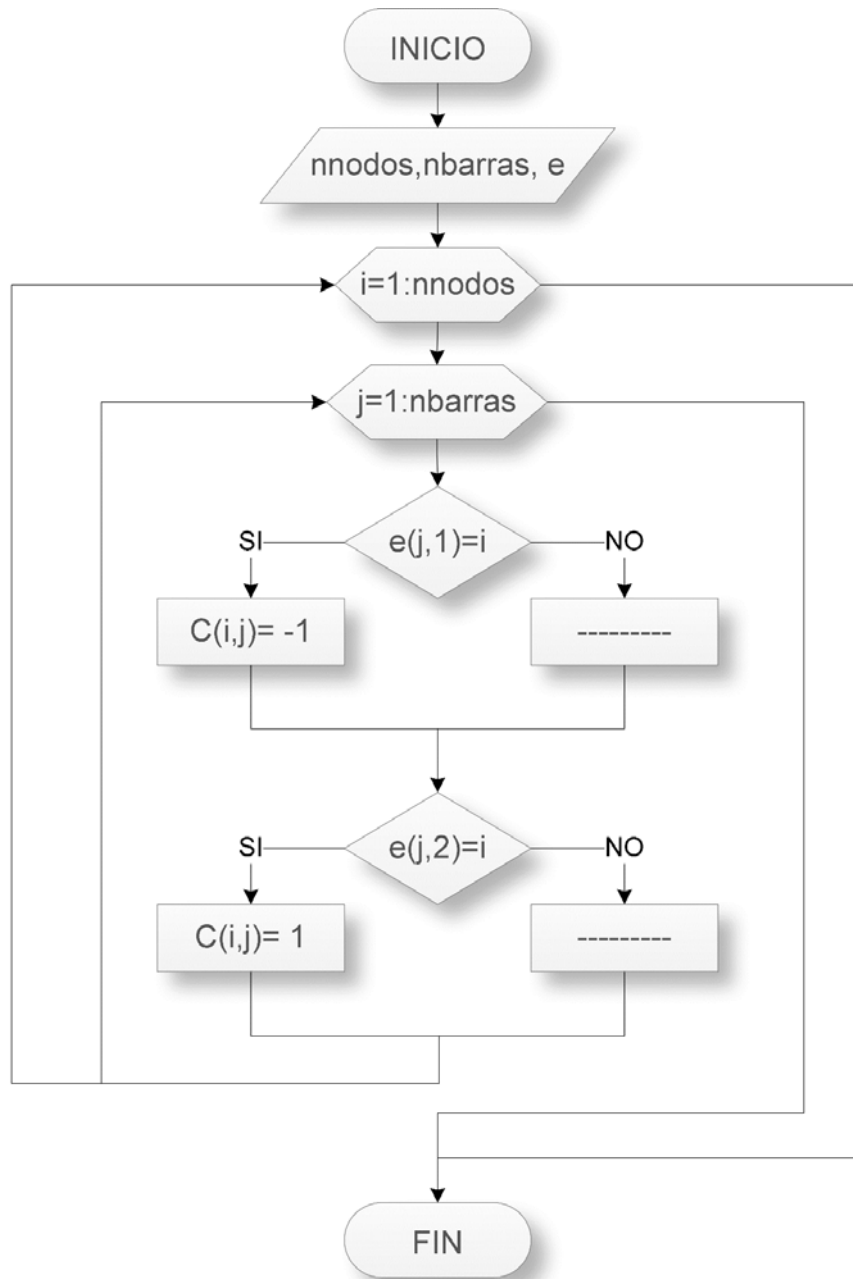 INICIO
nnodos,nbarras, e
i=1:nnodos
j=1:nbarras
e(j,1)=i
SI
NO
C(i,j)= -1
---------
e(j,2)=i
SI
NO
C(i,j)= 1
---------
FIN